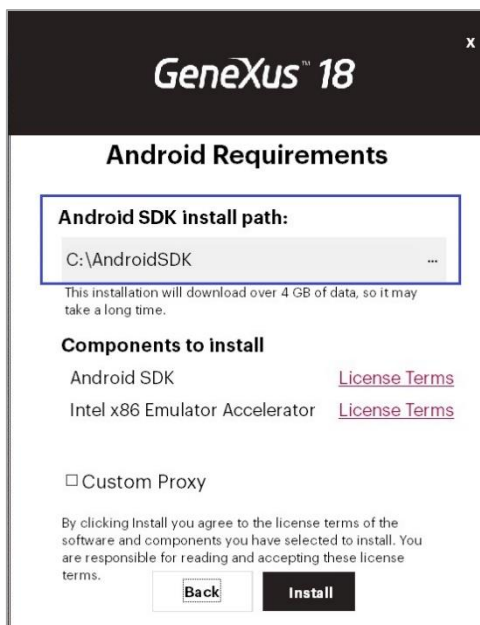 x
GeneXus™ 18
Android Requirements
Android SDK install path:
C:\AndroidSDK ...
This installation will download over 4 GB of data, so it may
take a long time.
Components to install
Android SDK License Terms
Intel x86 Emulator Accelerator License Terms
Custom Proxy
By clicking Install you agree to the license terms of the
software and components you have selected to install. You
are responsible for reading and accepting these license
terms.
Back Install